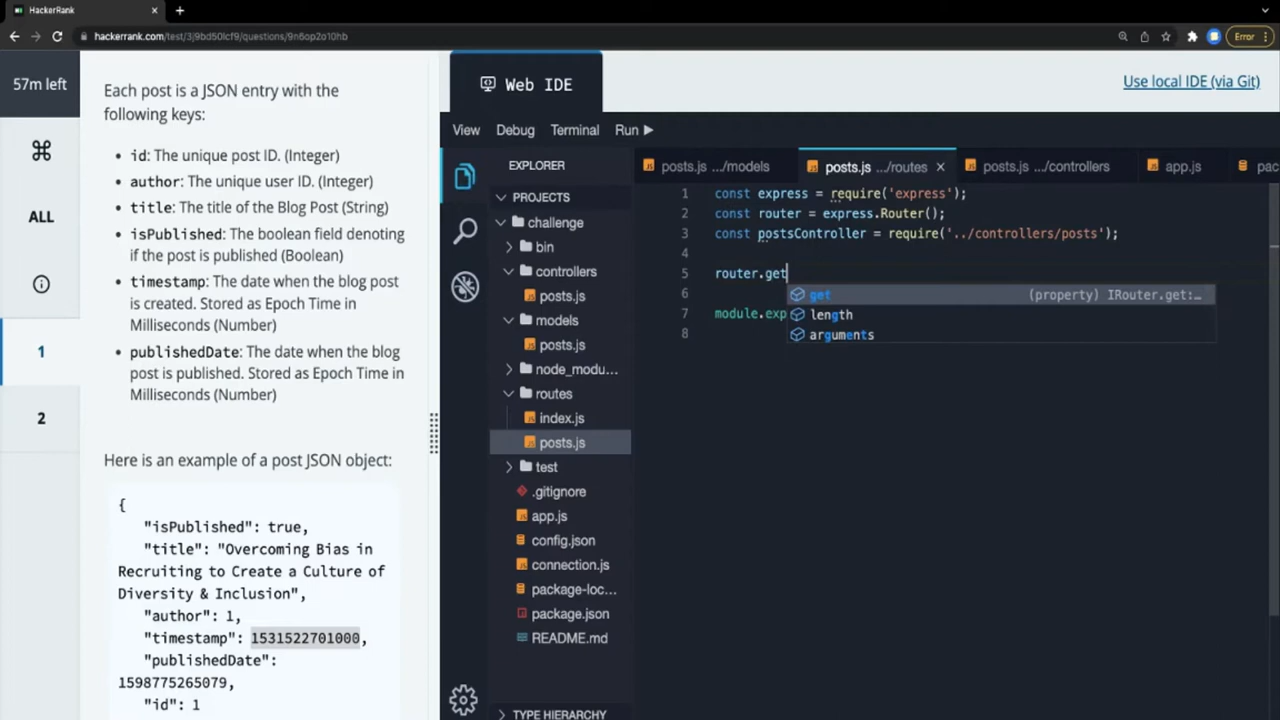 HackerRank
hackerrank.com/test/3j9bd50lcf9/questions/9n6op2o10hb
Error
57m left
ALL
1
2
Each post is a JSON entry with the
following keys:
• id: The unique post ID. (Integer)
• author: The unique user ID. (Integer)
• title: The title of the Blog Post (String)
• isPublished: The boolean field denoting
if the post is published (Boolean)
• timestamp: The date when the blog post
is created. Stored as Epoch Time in
Milliseconds (Number)
• publishedDate: The date when the blog
post is published. Stored as Epoch Time in
Milliseconds (Number)
Here is an example of a post JSON object:
{
"isPublished": true,
"title": "Overcoming Bias in
Recruiting to Create a Culture of
Diversity & Inclusion",
"author": 1,
"timestamp": 1531522701000,
"publishedDate":
1598775265079,
"id": 1
Web IDE
Use local IDE (via Git)
View Debug Terminal Run
EXPLORER
PROJECTS
challenge
bin
controllers
posts.js
models
posts.js
node_modu...
routes
index.js
posts.js
test
.gitignore
app.js
config.json
connection.js
package-loc...
package.json
README.md
TYPE HIERARCHY
posts.js .../models
posts.js .../routes
posts.js .../controllers
app.js
pac
1 const express = require('express');
2 const router = express.Router();
3 const postsController = require('../controllers/posts');
4
5 router.get
6
7 module.exp
8
get (property) IRouter.get:...
length
arguments